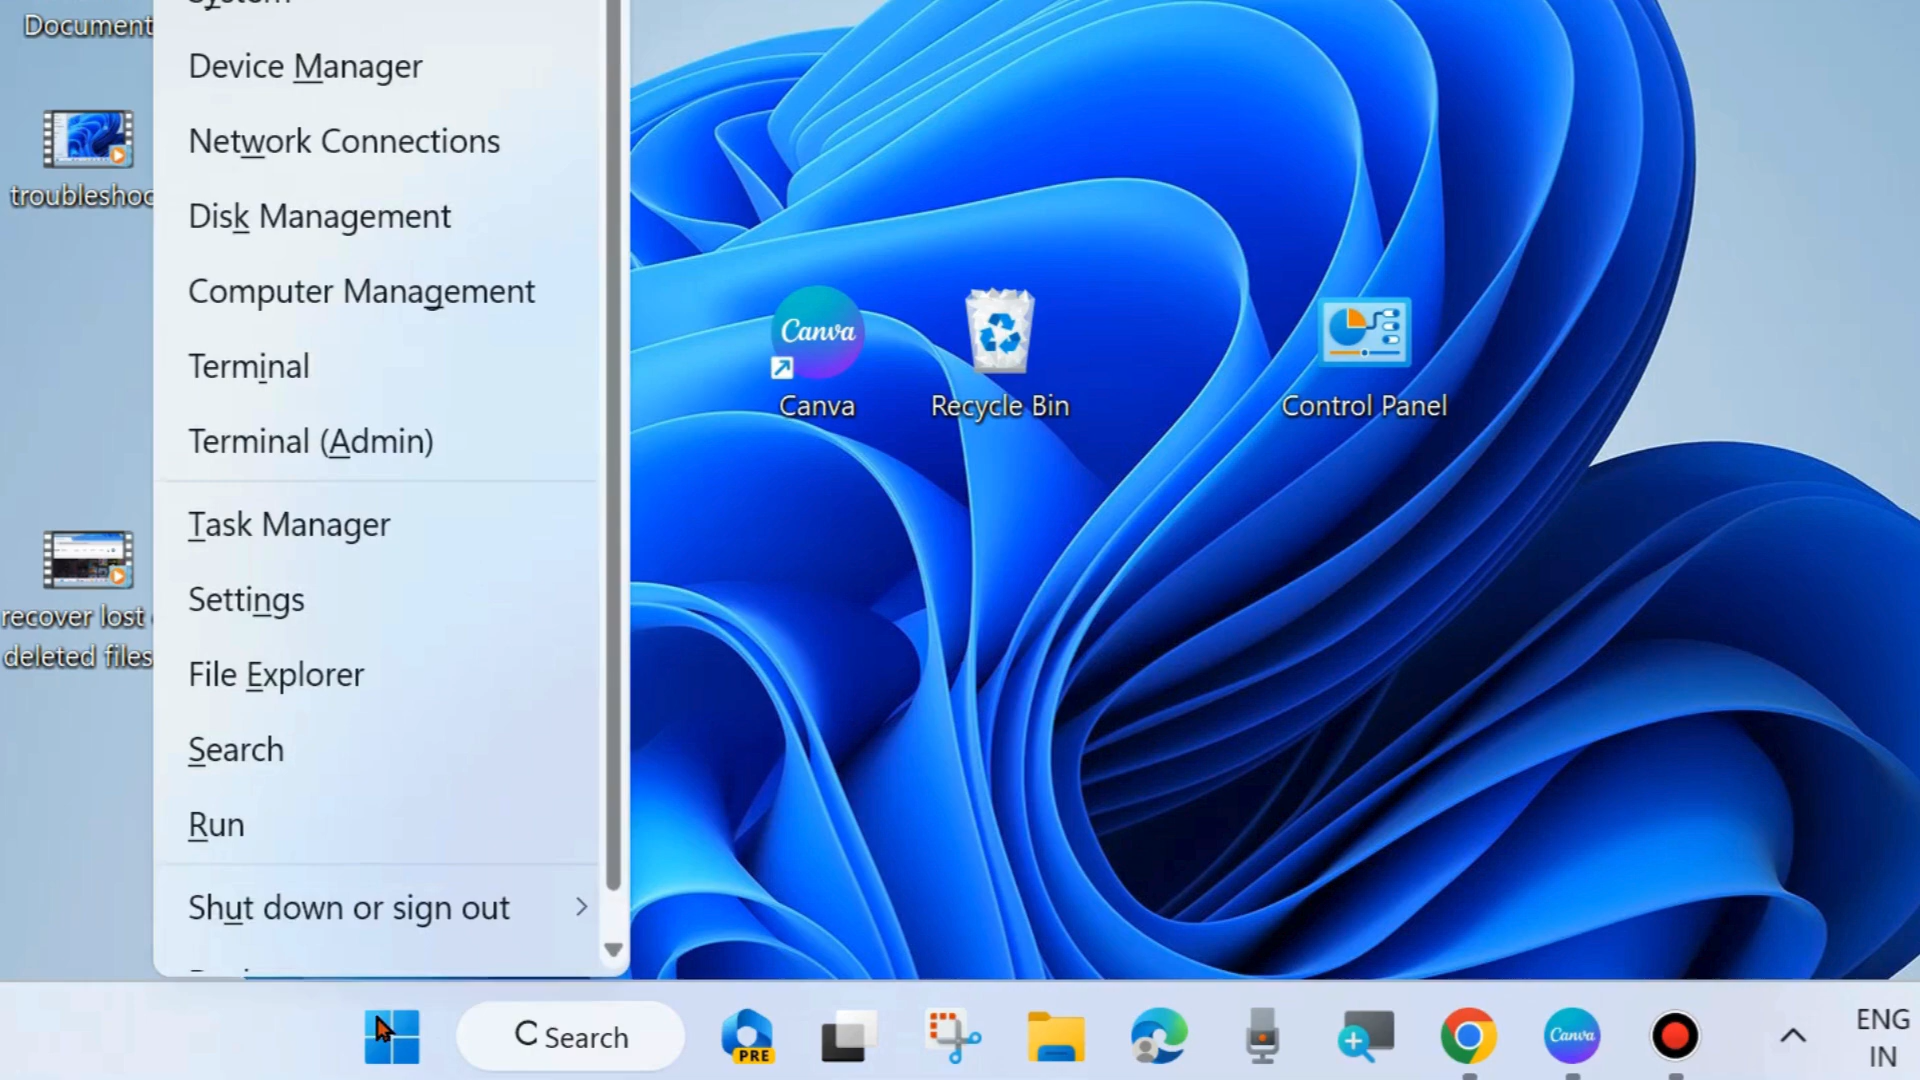 Document
troubleshoo
recover lost
deleted files
System
Device Manager
Network Connections
Disk Management
Computer Management
Terminal
Terminal (Admin)
Task Manager
Settings
File Explorer
Search
Run
Shut down or sign out
Canva
Canva
Recycle Bin
Control Panel
Search
PRE
Canva
ENG
IN